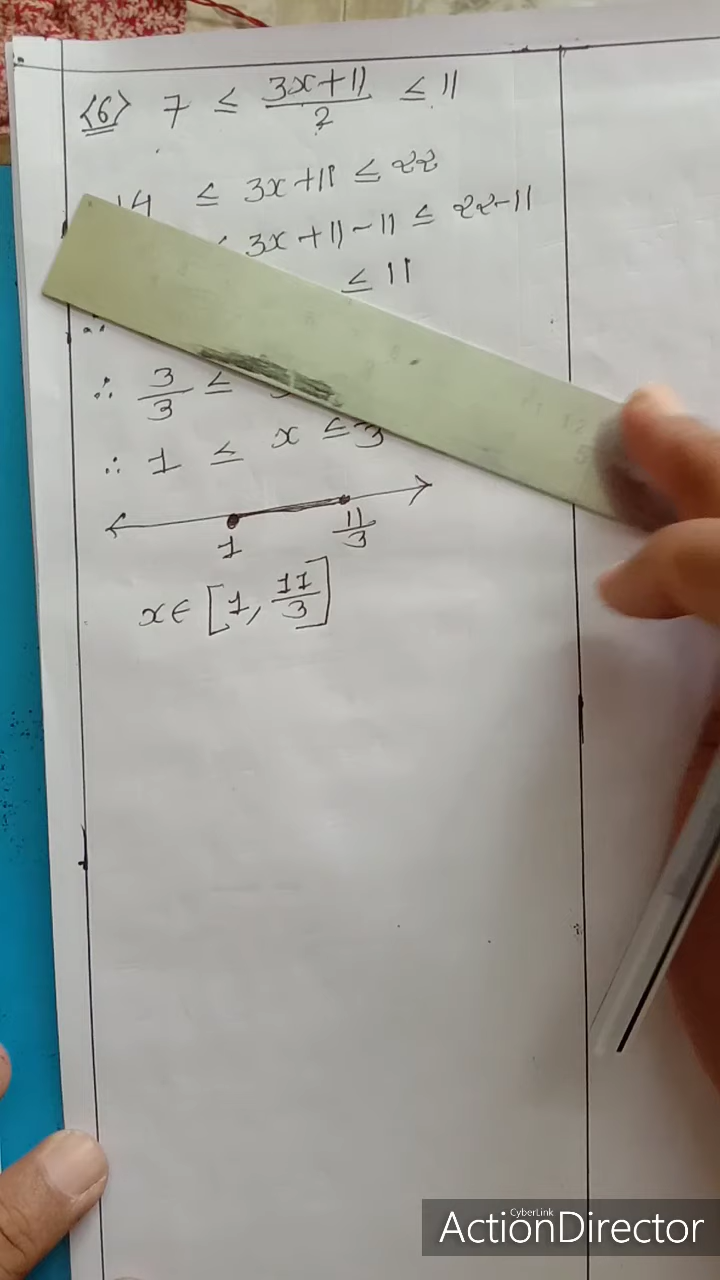 <6> 7 ≤ (3x+11)/2 ≤ 11
14 ≤ 3x+11 ≤ 22
≤ 3x+11-11 ≤ 22-11
≤ 11
∴
∴ 3/3 ≤
∴ 1 ≤ x ≤ 3
1 11/3
x∈[1, 11/3]
CyberLink
ActionDirector